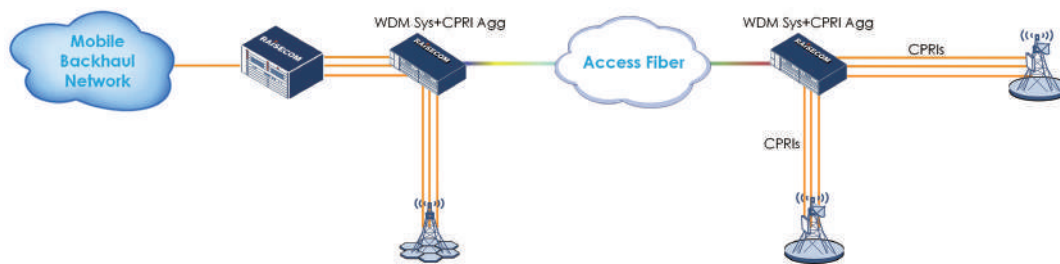 WDM Sys+CPRI Agg
WDM Sys+CPRI Agg
Mobile
Backhaul
Network
RAISECOM
RAISECOM
Access Fiber
RAISECOM
CPRIs
CPRIs